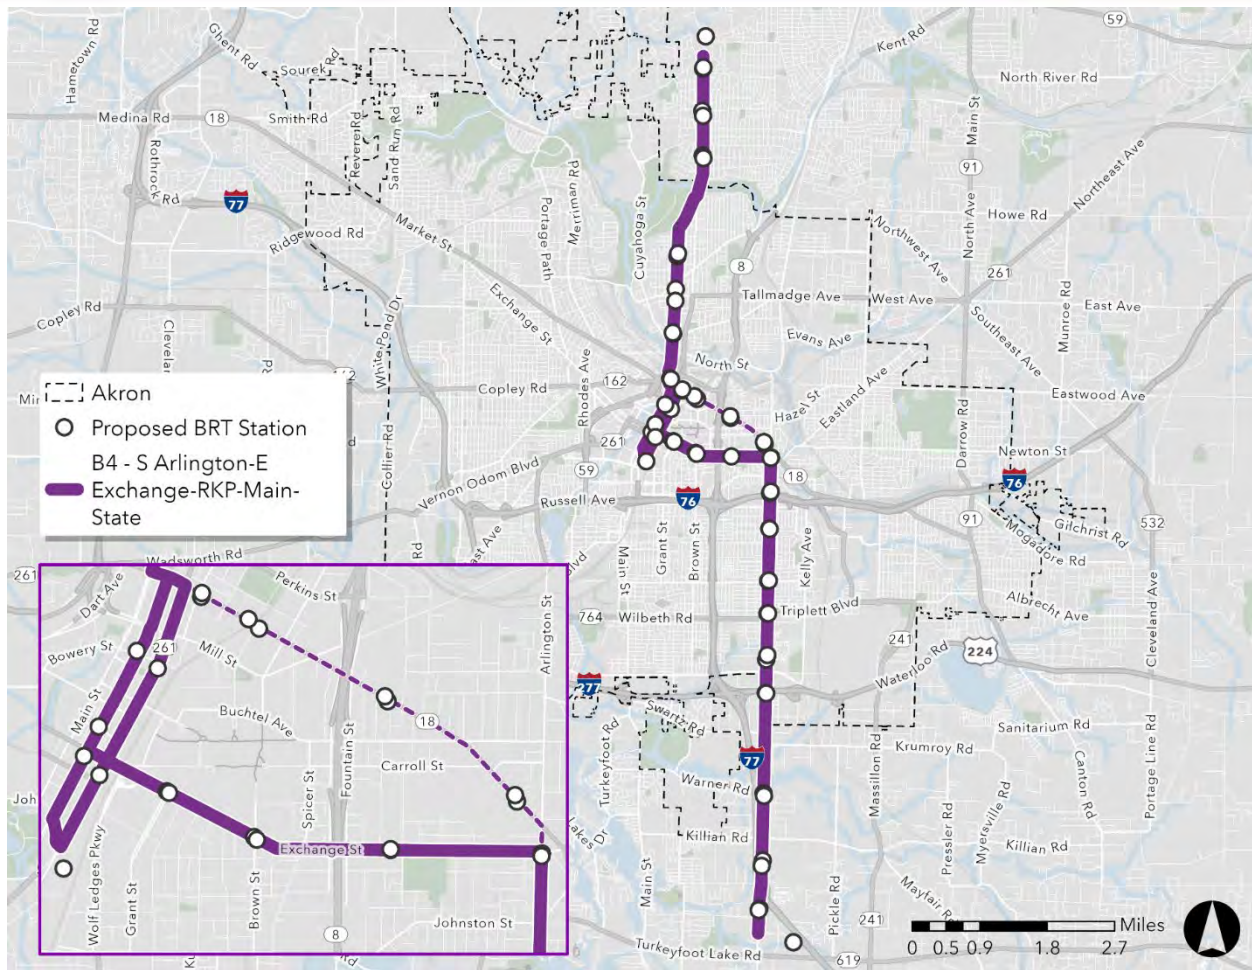 59
Kent Rd
Hametown Rd
Ghent Rd
Sourek Rd
North River Rd
Medina Rd
18
Smith Rd
Revere Rd
Sand Run Rd
Main St
91
Northeast Ave
Rothrock Rd
77
Merriman Rd
Portage Path
Cuyahoga St
North Ave
Howe Rd
Ridgewood Rd
Market St
Northwest Ave
8
261
Copley Rd
White Pond Dr
Exchange St
Tallmadge Ave
West Ave
Munroe Rd
East Ave
Evans Ave
Southeast Ave
Rhodes Ave
North St
Copley Rd
162
Hazel St
Eastland Ave
Eastwood Ave
Akron
Proposed BRT Station
B4 - S Arlington-E
Exchange-RKP-Main-
State
Collier Rd
261
Darrow Rd
Newton St
59
Vernon Odom Blvd
18
76
Russell Ave
76
91
Gilchrist Rd
532
Mogadore Rd
Main St
Grant St
Brown St
Kelly Ave
Wadsworth Rd
261
764
Wilbeth Rd
Triplett Blvd
Albrecht Ave
Cleveland Ave
241
Waterloo Rd
224
Swartz Rd
Turkeyfoot Rd
Sanitarium Rd
Krumroy Rd
77
Massillon Rd
Canton Rd
Portage Line Rd
Warner Rd
Killian Rd
Pressler Rd
Myersville Rd
Killian Rd
Lakes Dr
Main St
Pickle Rd
241
Mayfair Rd
Turkeyfoot Lake Rd
619
Dart Ave
Perkins St
Arlington St
Bowery St
261
Mill St
Main St
Buchtel Ave
18
Fountain St
Carroll St
Spicer St
Exchange St
Wolf Ledges Pkwy
Grant St
Brown St
Johnston St
8
Miles
0 0.5 0.9 1.8 2.7